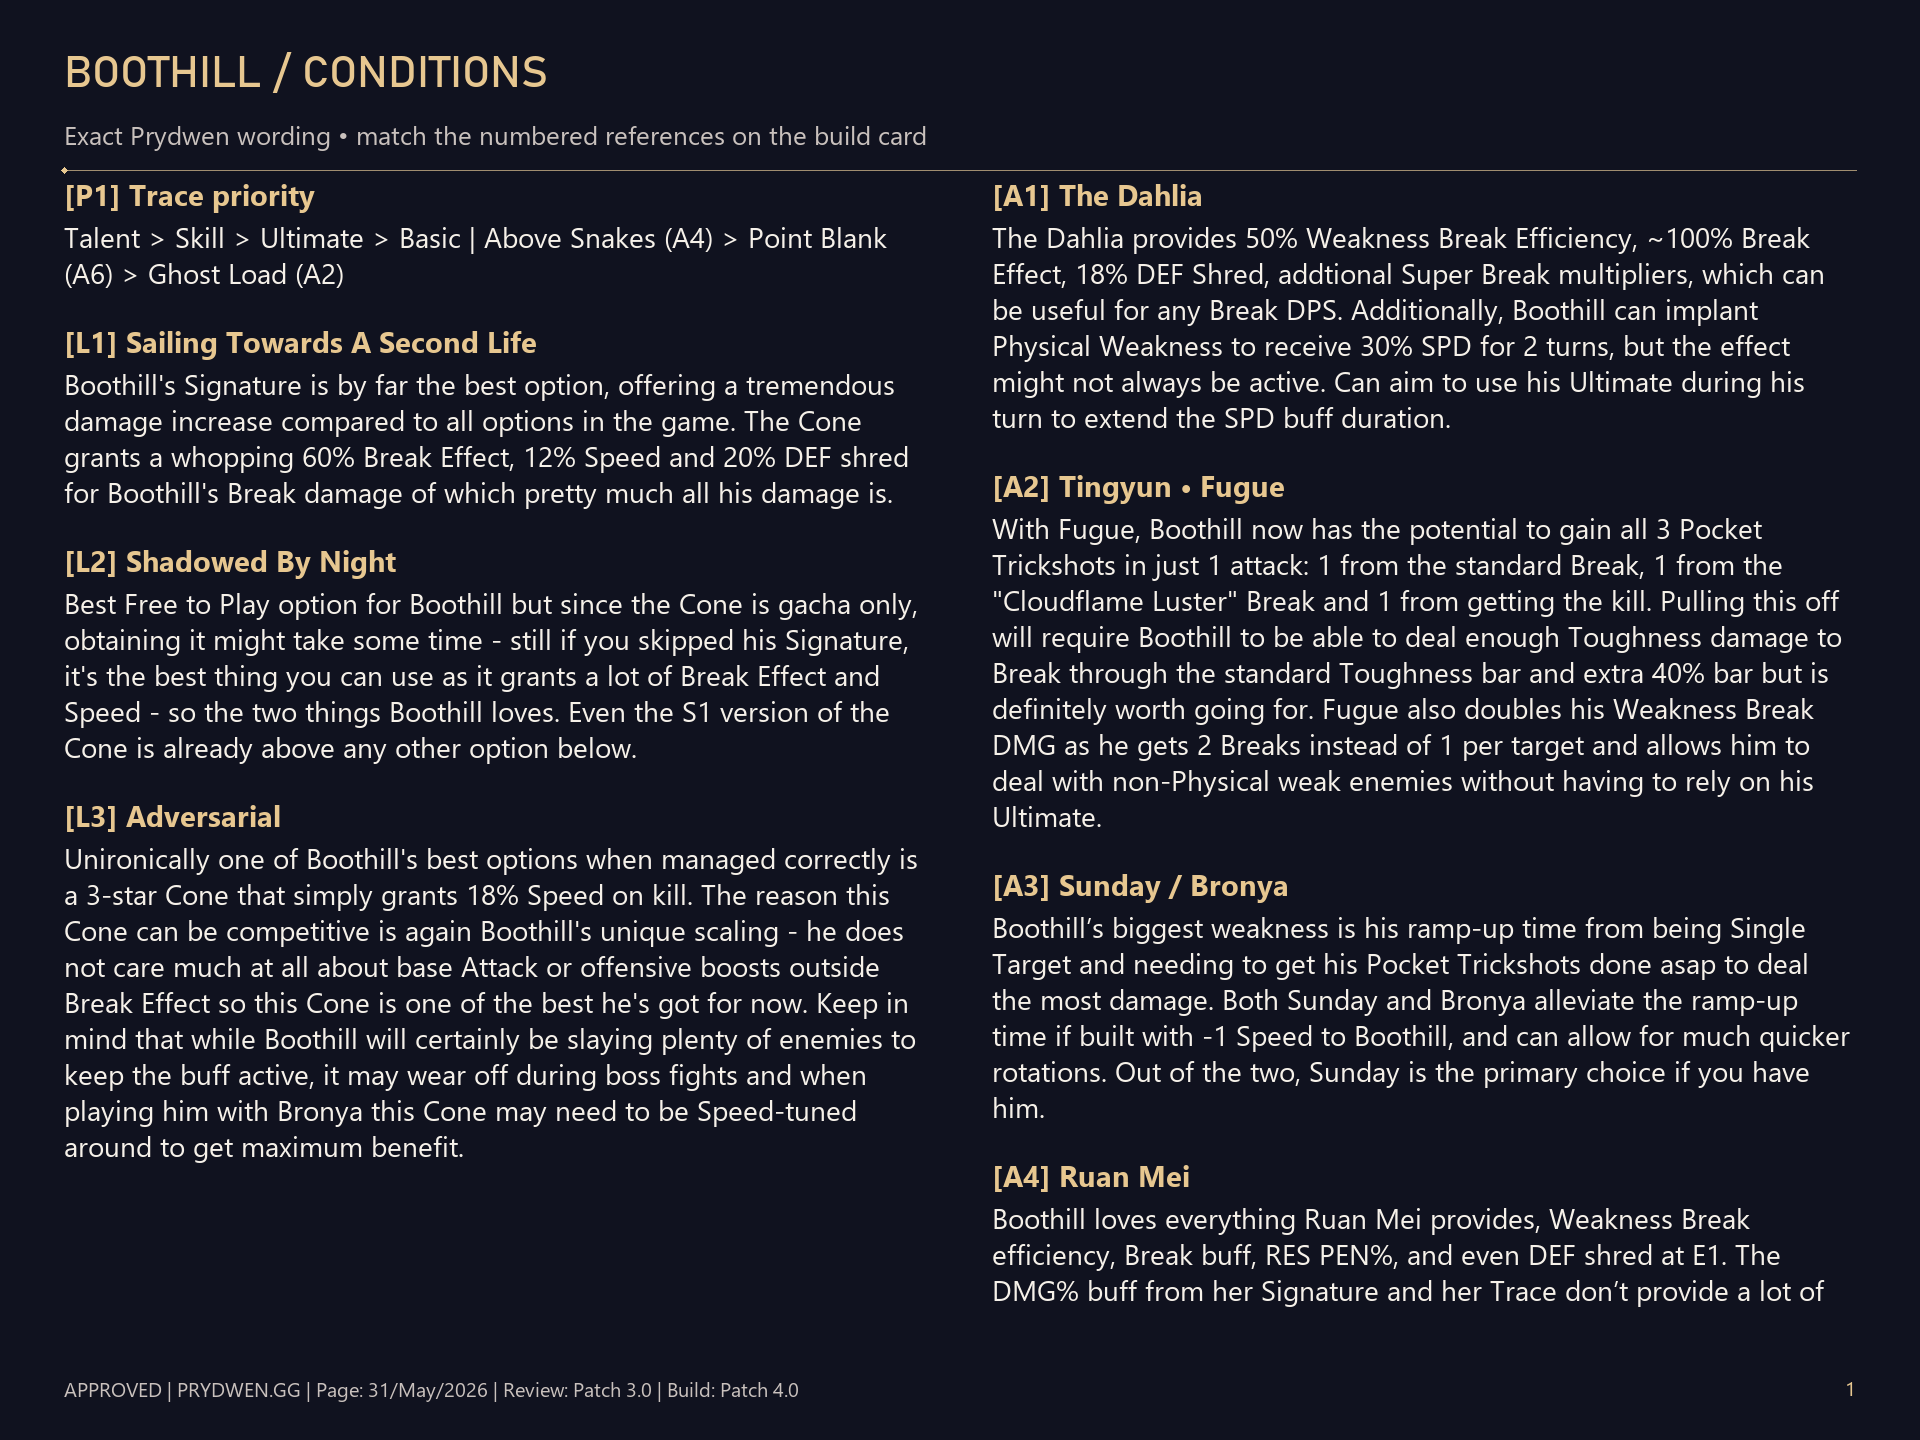 BOOTHILL / CONDITIONS
Exact Prydwen wording • match the numbered references on the build card
[P1] Trace priority
Talent > Skill > Ultimate > Basic | Above Snakes (A4) > Point Blank
(A6) > Ghost Load (A2)
[L1] Sailing Towards A Second Life
Boothill's Signature is by far the best option, offering a tremendous
damage increase compared to all options in the game. The Cone
grants a whopping 60% Break Effect, 12% Speed and 20% DEF shred
for Boothill's Break damage of which pretty much all his damage is.
[L2] Shadowed By Night
Best Free to Play option for Boothill but since the Cone is gacha only,
obtaining it might take some time - still if you skipped his Signature,
it's the best thing you can use as it grants a lot of Break Effect and
Speed - so the two things Boothill loves. Even the S1 version of the
Cone is already above any other option below.
[L3] Adversarial
Unironically one of Boothill's best options when managed correctly is
a 3-star Cone that simply grants 18% Speed on kill. The reason this
Cone can be competitive is again Boothill's unique scaling - he does
not care much at all about base Attack or offensive boosts outside
Break Effect so this Cone is one of the best he's got for now. Keep in
mind that while Boothill will certainly be slaying plenty of enemies to
keep the buff active, it may wear off during boss fights and when
playing him with Bronya this Cone may need to be Speed-tuned
around to get maximum benefit.
[A1] The Dahlia
The Dahlia provides 50% Weakness Break Efficiency, ~100% Break
Effect, 18% DEF Shred, addtional Super Break multipliers, which can
be useful for any Break DPS. Additionally, Boothill can implant
Physical Weakness to receive 30% SPD for 2 turns, but the effect
might not always be active. Can aim to use his Ultimate during his
turn to extend the SPD buff duration.
[A2] Tingyun • Fugue
With Fugue, Boothill now has the potential to gain all 3 Pocket
Trickshots in just 1 attack: 1 from the standard Break, 1 from the
"Cloudflame Luster" Break and 1 from getting the kill. Pulling this off
will require Boothill to be able to deal enough Toughness damage to
Break through the standard Toughness bar and extra 40% bar but is
definitely worth going for. Fugue also doubles his Weakness Break
DMG as he gets 2 Breaks instead of 1 per target and allows him to
deal with non-Physical weak enemies without having to rely on his
Ultimate.
[A3] Sunday / Bronya
Boothill’s biggest weakness is his ramp-up time from being Single
Target and needing to get his Pocket Trickshots done asap to deal
the most damage. Both Sunday and Bronya alleviate the ramp-up
time if built with -1 Speed to Boothill, and can allow for much quicker
rotations. Out of the two, Sunday is the primary choice if you have
him.
[A4] Ruan Mei
Boothill loves everything Ruan Mei provides, Weakness Break
efficiency, Break buff, RES PEN%, and even DEF shred at E1. The
DMG% buff from her Signature and her Trace don’t provide a lot of
APPROVED | PRYDWEN.GG | Page: 31/May/2026 | Review: Patch 3.0 | Build: Patch 4.0
1